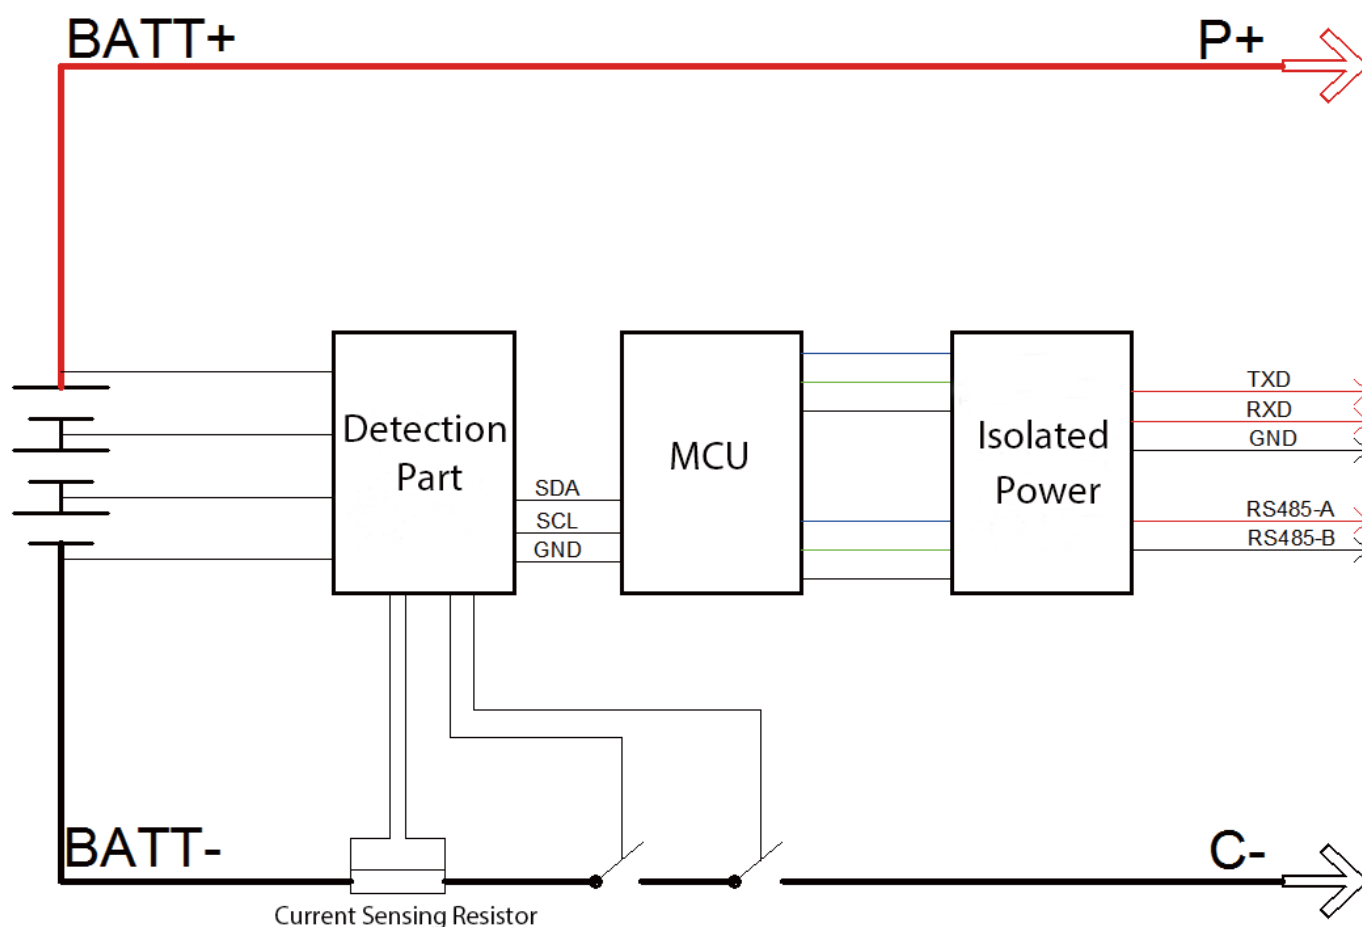 BATT+
P+
Detection
Part
SDA
SCL
GND
MCU
Isolated
Power
TXD
RXD
GND
RS485-A
RS485-B
BATT-
C-
Current Sensing Resistor